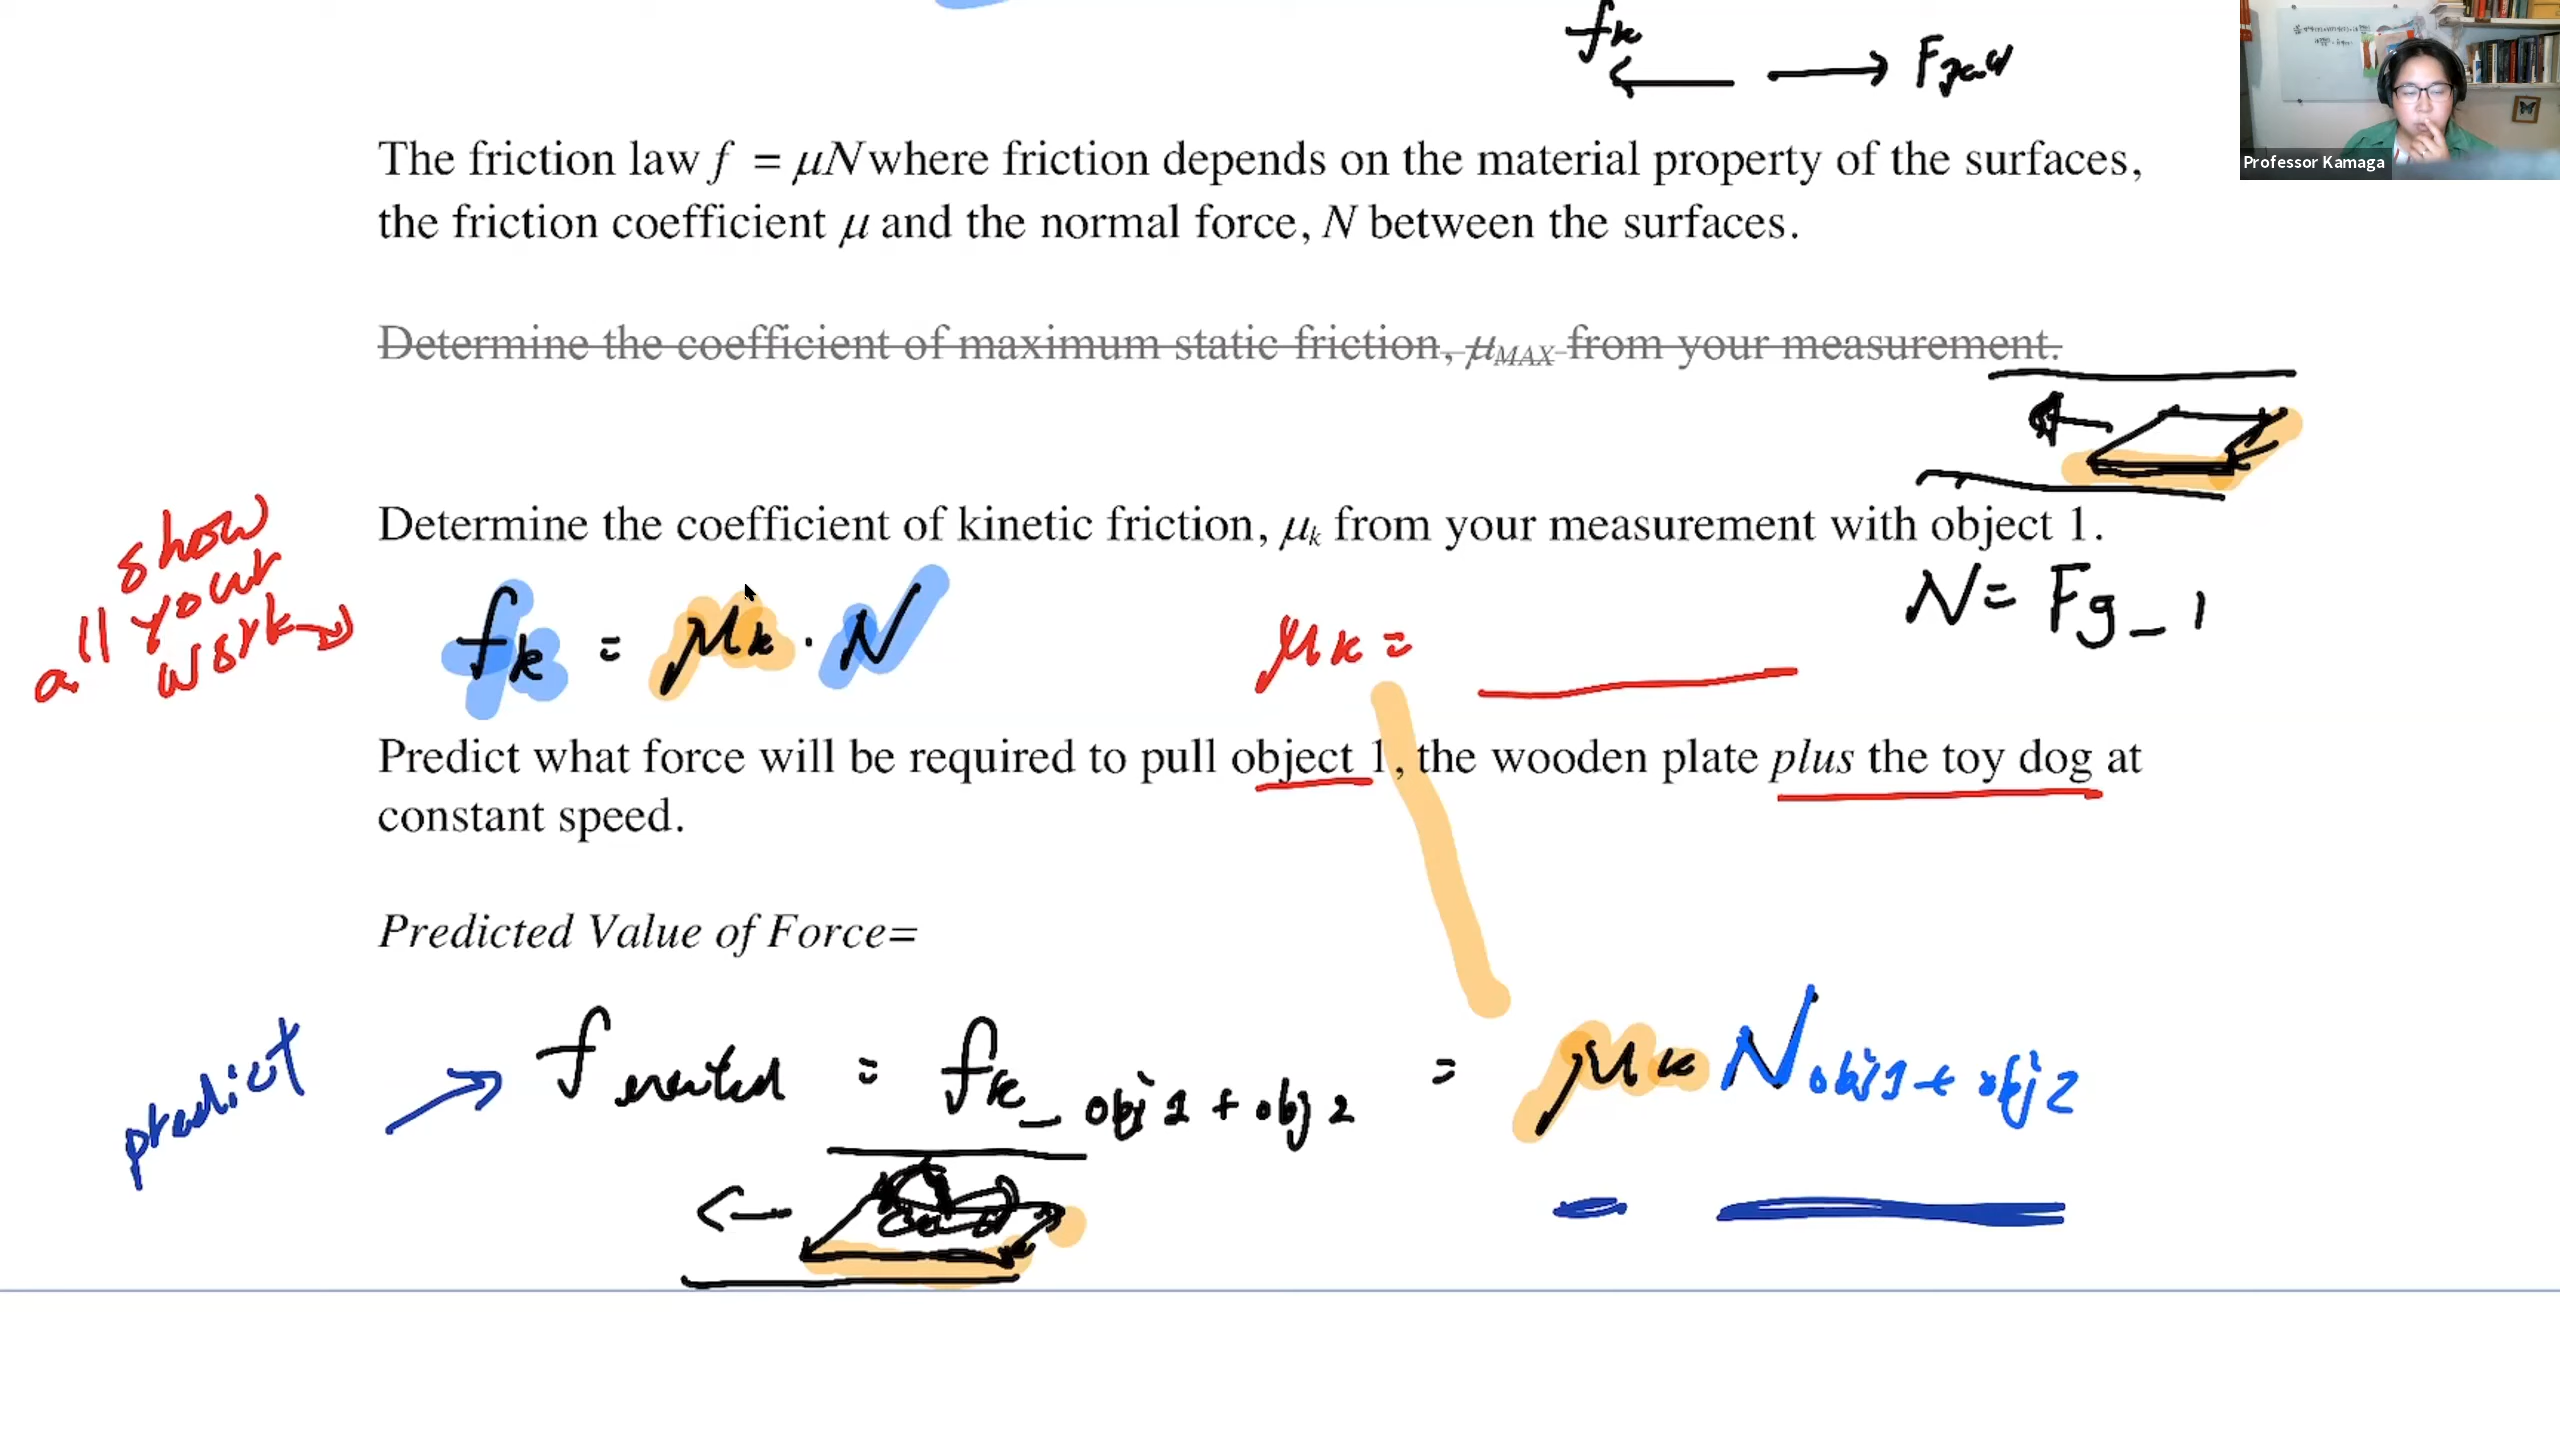 fk
Professor Kamaga
The friction law f = μN where friction depends on the material property of the surfaces,
the friction coefficient μ and the normal force, N between the surfaces.
Determine the coefficient of maximum static friction, μMAX from your measurement.
Determine the coefficient of kinetic friction, μk from your measurement with object 1.
show
all your
work
fk = μk · N
μk =
N = Fg_1
Predict what force will be required to pull object 1, the wooden plate plus the toy dog at
constant speed.
Predicted Value of Force=
predict
f = fk_obj1 + obj2 = μk Nobj1 + obj2